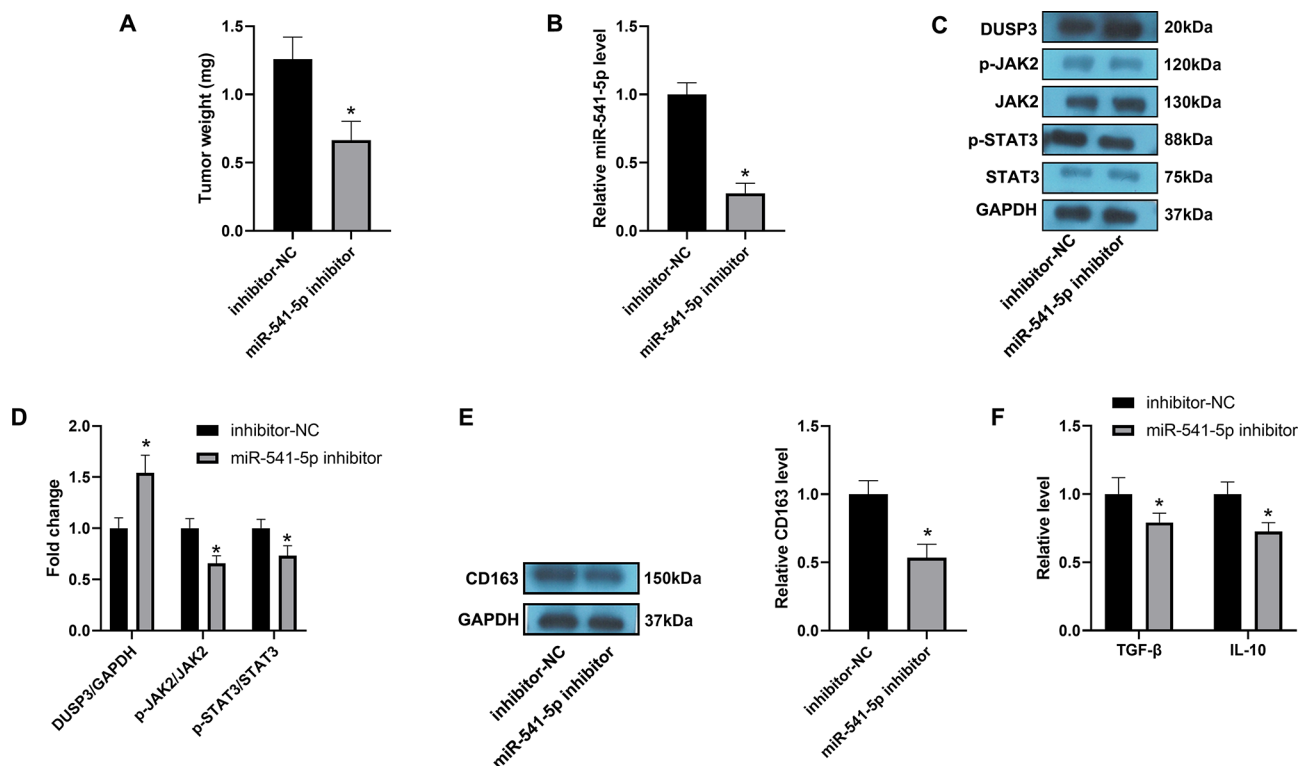 A
Tumor weight (mg)
1.5
1.0
0.5
0.0
*
inhibitor-NC
miR-541-5p inhibitor
B
Relative miR-541-5p level
1.5
1.0
0.5
0.0
*
inhibitor-NC
miR-541-5p inhibitor
C
DUSP3 20kDa
p-JAK2 120kDa
JAK2 130kDa
p-STAT3 88kDa
STAT3 75kDa
GAPDH 37kDa
inhibitor-NC
miR-541-5p inhibitor
D
Fold change
2.0
1.5
1.0
0.5
0.0
inhibitor-NC
miR-541-5p inhibitor
*
*
*
DUSP3/GAPDH
p-JAK2/JAK2
p-STAT3/STAT3
E
CD163 150kDa
GAPDH 37kDa
inhibitor-NC
miR-541-5p inhibitor
Relative CD163 level
1.5
1.0
0.5
0.0
*
inhibitor-NC
miR-541-5p inhibitor
F
inhibitor-NC
miR-541-5p inhibitor
Relative level
1.5
1.0
0.5
0.0
*
*
TGF-β
IL-10